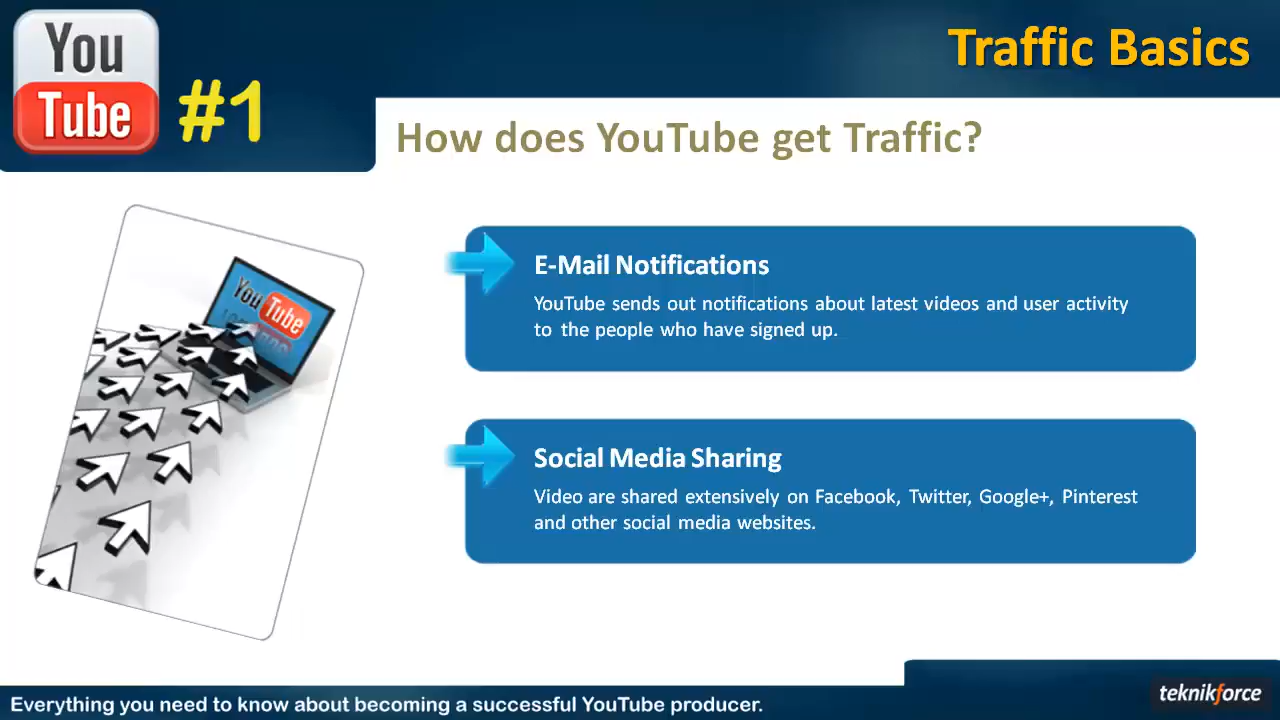 You
Tube
#1
Traffic Basics
How does YouTube get Traffic?
You
Tube
E-Mail Notifications
YouTube sends out notifications about latest videos and user activity
to the people who have signed up.
Social Media Sharing
Video are shared extensively on Facebook, Twitter, Google+, Pinterest
and other social media websites.
Everything you need to know about becoming a successful YouTube producer.
teknikforce